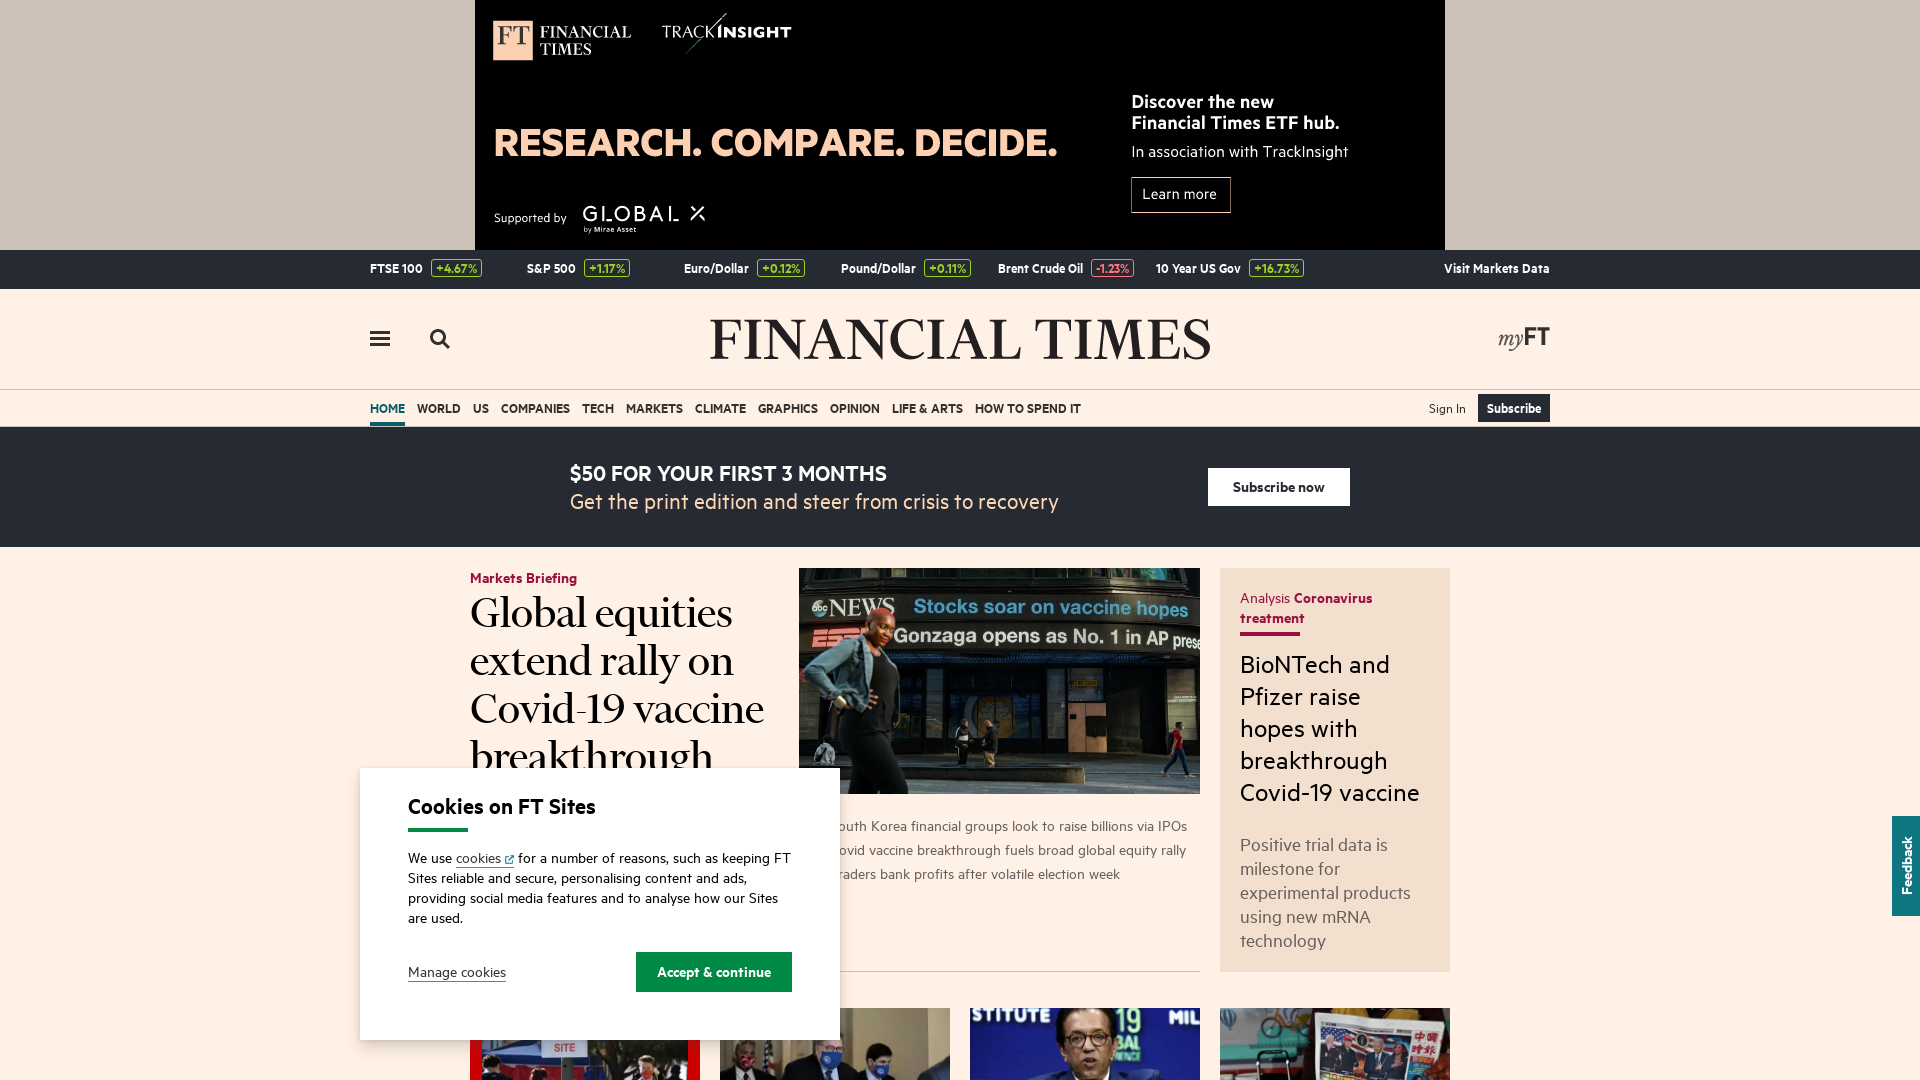 FT FINANCIAL
TIMES
TRACKINSIGHT
RESEARCH. COMPARE. DECIDE.
Discover the new
Financial Times ETF hub.
In association with TrackInsight
Learn more
Supported by GLOBAL X
by Mirae Asset
FTSE 100 +4.67% S&P 500 +1.17% Euro/Dollar +0.12% Pound/Dollar +0.11% Brent Crude Oil -1.23% 10 Year US Gov +16.73% Visit Markets Data
FINANCIAL TIMES
myFT
HOME WORLD US COMPANIES TECH MARKETS CLIMATE GRAPHICS OPINION LIFE & ARTS HOW TO SPEND IT Sign In Subscribe
$50 FOR YOUR FIRST 3 MONTHS
Get the print edition and steer from crisis to recovery
Subscribe now
Markets Briefing
Global equities
extend rally on
Covid-19 vaccine
breakthrough
abc NEWS Stocks soar on vaccine hopes
Gonzaga opens as No. 1 in AP prese
outh Korea financial groups look to raise billions via IPOs
ovid vaccine breakthrough fuels broad global equity rally
raders bank profits after volatile election week
Analysis Coronavirus
treatment
BioNTech and
Pfizer raise
hopes with
breakthrough
Covid-19 vaccine
Positive trial data is
milestone for
experimental products
using new mRNA
technology
Cookies on FT Sites
We use cookies for a number of reasons, such as keeping FT
Sites reliable and secure, personalising content and ads,
providing social media features and to analyse how our Sites
are used.
Manage cookies
Accept & continue
Feedback
SITE
STITUTE 19 MIL